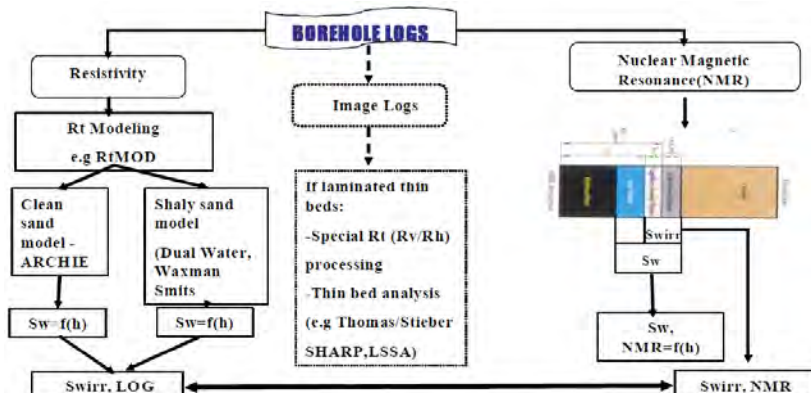 BOREHOLE LOGS
Resistivity
Rt Modeling
e.g RtMOD
Clean
sand
model -
ARCHIE
Shaly sand
model
(Dual Water,
Waxman
Smits
Sw=f(h)
Sw=f(h)
Swirr, LOG
Image Logs
If laminated thin
beds:
-Special Rt (Rv/Rh)
processing
-Thin bed analysis
(e.g Thomas/Stieber
SHARP,LSSA)
Nuclear Magnetic
Resonance(NMR)
Swirr
Sw
Sw,
NMR=f(h)
Swirr, NMR